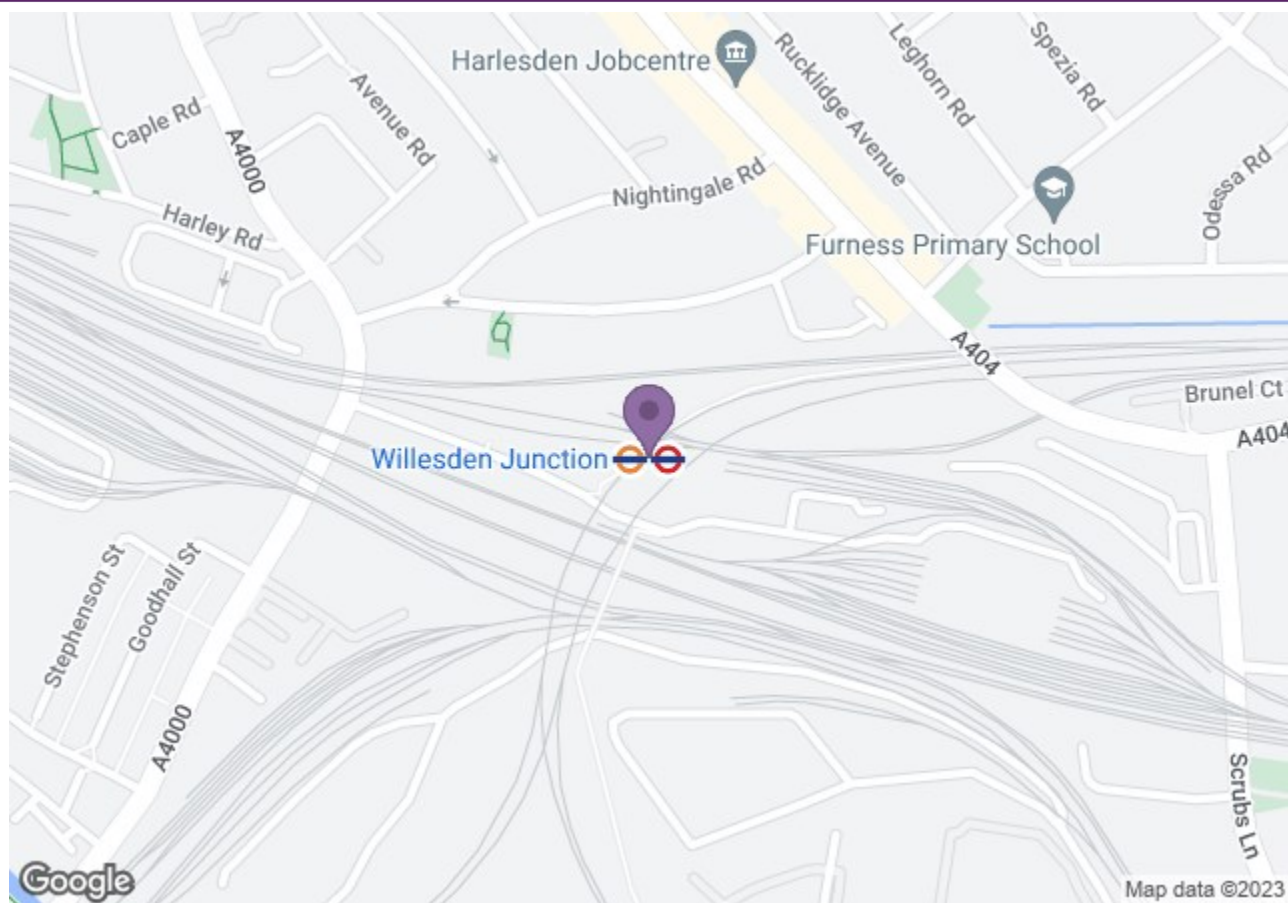 Harlesden Jobcentre
Rucklidge Avenue
Leghorn Rd
Spezia Rd
Caple Rd
A4000
Avenue Rd
Nightingale Rd
Odessa Rd
Harley Rd
Furness Primary School
A404
Brunel Ct
A404
Willesden Junction
Stephenson St
Goodhall St
A4000
Scrubs Ln
Google
Map data ©2023